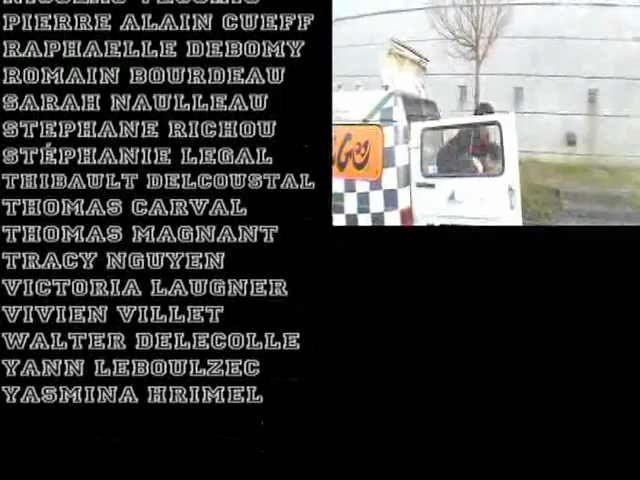 PIERRE ALAIN CUEFF
RAPHAELLE DEBOMY
ROMAIN BOURDEAU
SARAH NAULLEAU
STEPHANE RICHOU
STÉPHANIE LEGAL
THIBAULT DELCOUSTAL
THOMAS CARVAL
THOMAS MAGNANT
TRACY NGUYEN
VICTORIA LAUGNER
VIVIEN VILLET
WALTER DELECOLLE
YANN LEBOULZEC
YASMINA HRIMEL